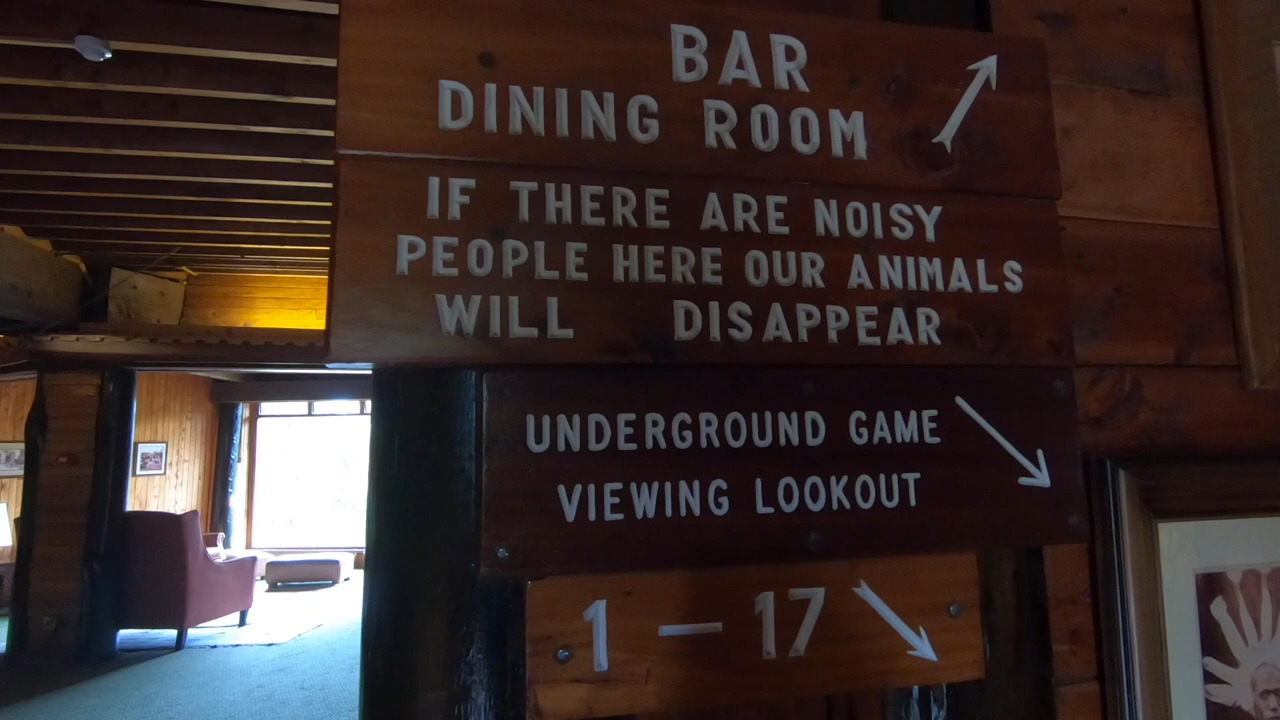 BAR
DINING ROOM
IF THERE ARE NOISY
PEOPLE HERE OUR ANIMALS
WILL DISAPPEAR
UNDERGROUND GAME
VIEWING LOOKOUT
1 — 17